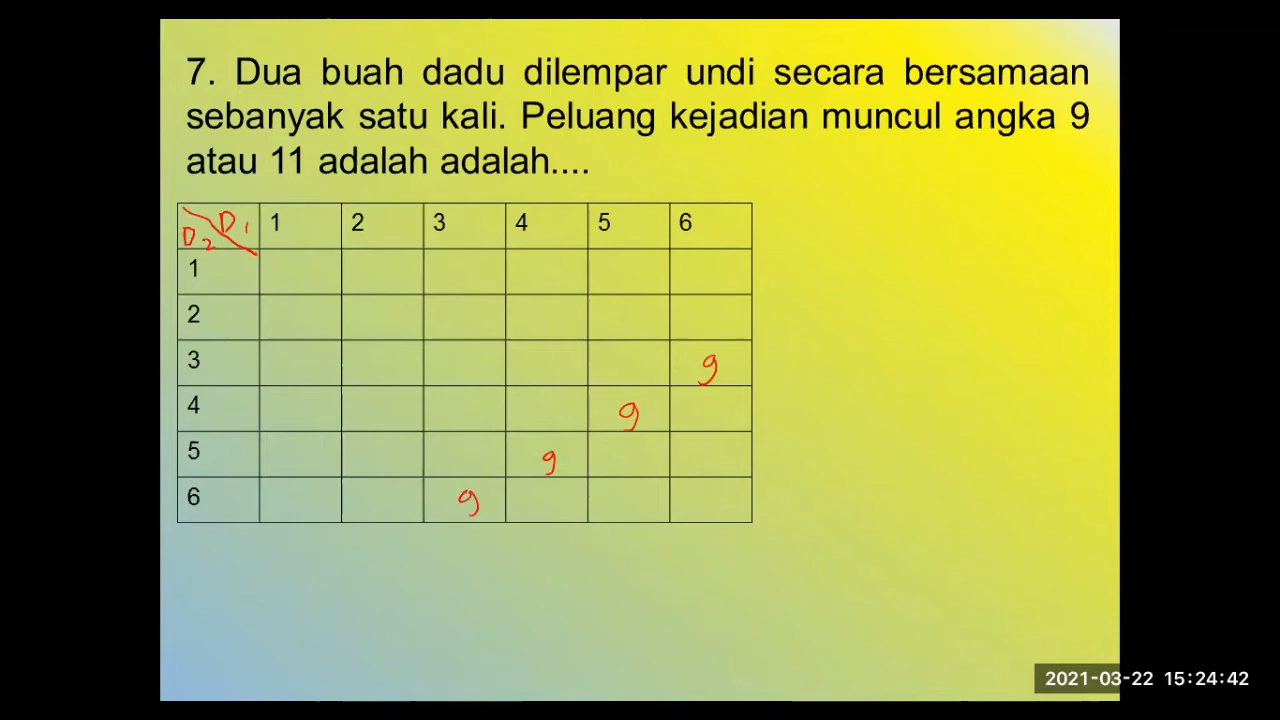 7. Dua buah dadu dilempar undi secara bersamaan
sebanyak satu kali. Peluang kejadian muncul angka 9
atau 11 adalah adalah....
D₂ D₁ 1 2 3 4 5 6
1
2
3 9
4 9
5 9
6 9
2021-03-22 15:24:42